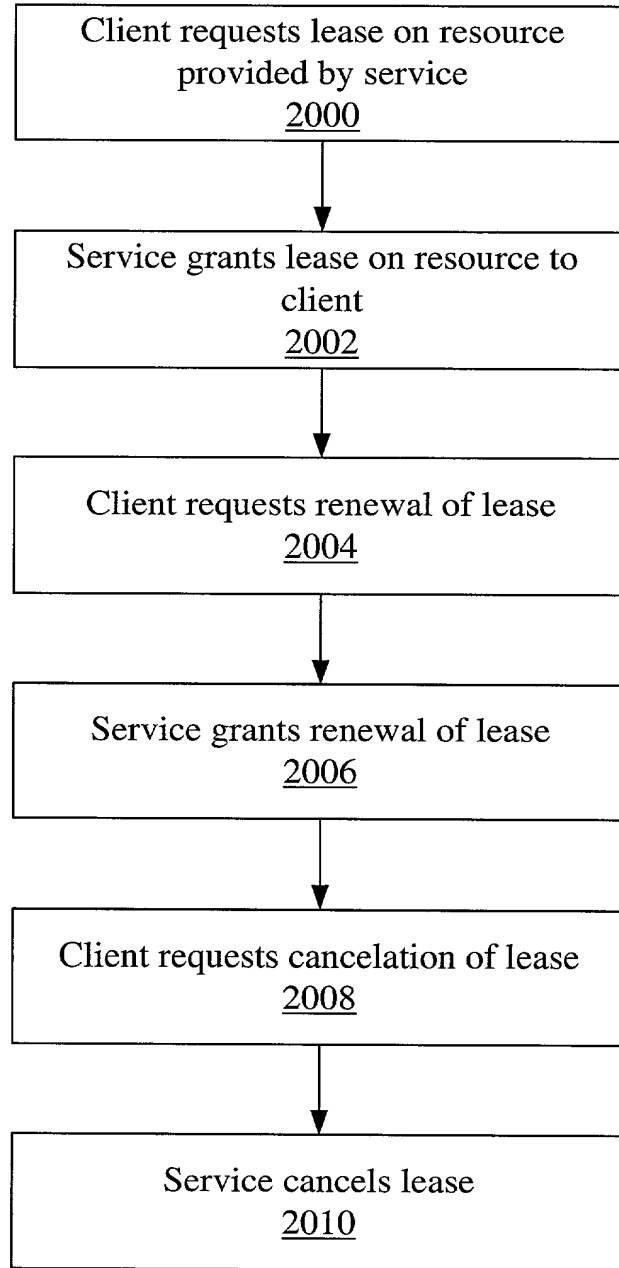 Client requests lease on resource
provided by service
2000
Service grants lease on resource to
client
2002
Client requests renewal of lease
2004
Service grants renewal of lease
2006
Client requests cancelation of lease
2008
Service cancels lease
2010